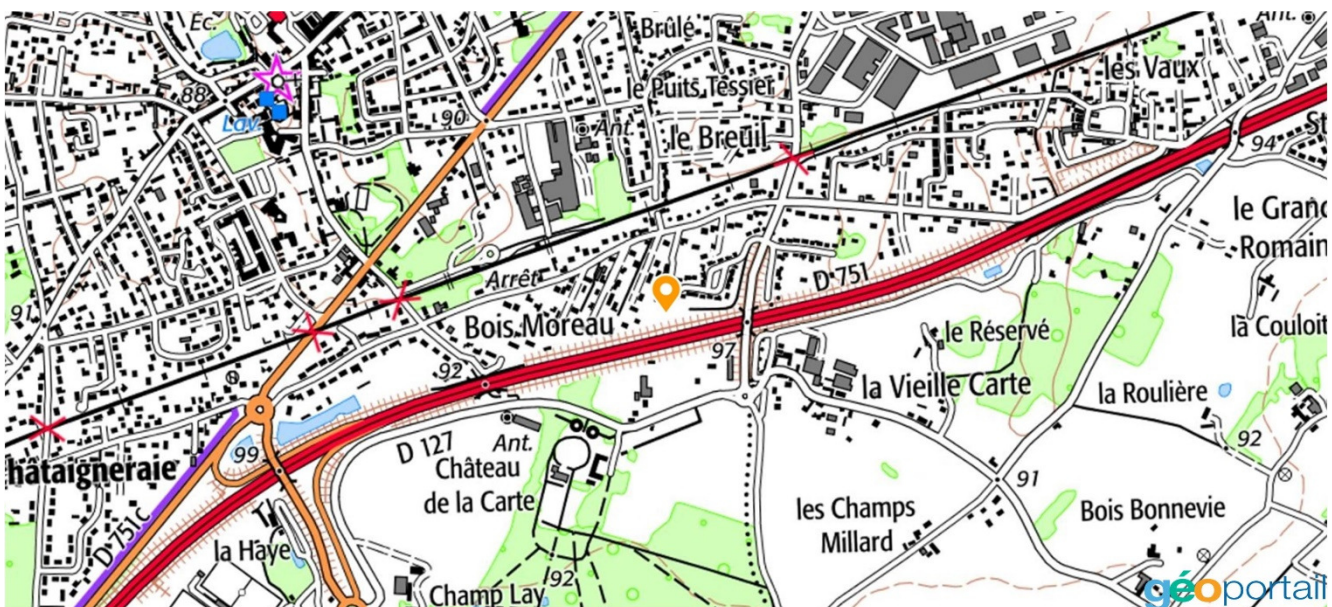 Éc.
Brûlé
Ant.
88
le Puits Tessier
les Vaux
Lav.
90
Ant.
le Breuil
94
St
le Grand
Romain
Arrêt
D 751
91
Bois Moreau
97
le Réservé
la Couloit
92
la Vieille Carte
la Roulière
99
D 127
Ant.
Château
de la Carte
92
hâtaigneraie
91
D 751C
les Champs
Millard
Bois Bonnevie
la Haye
92
Champ Lay
géoportail